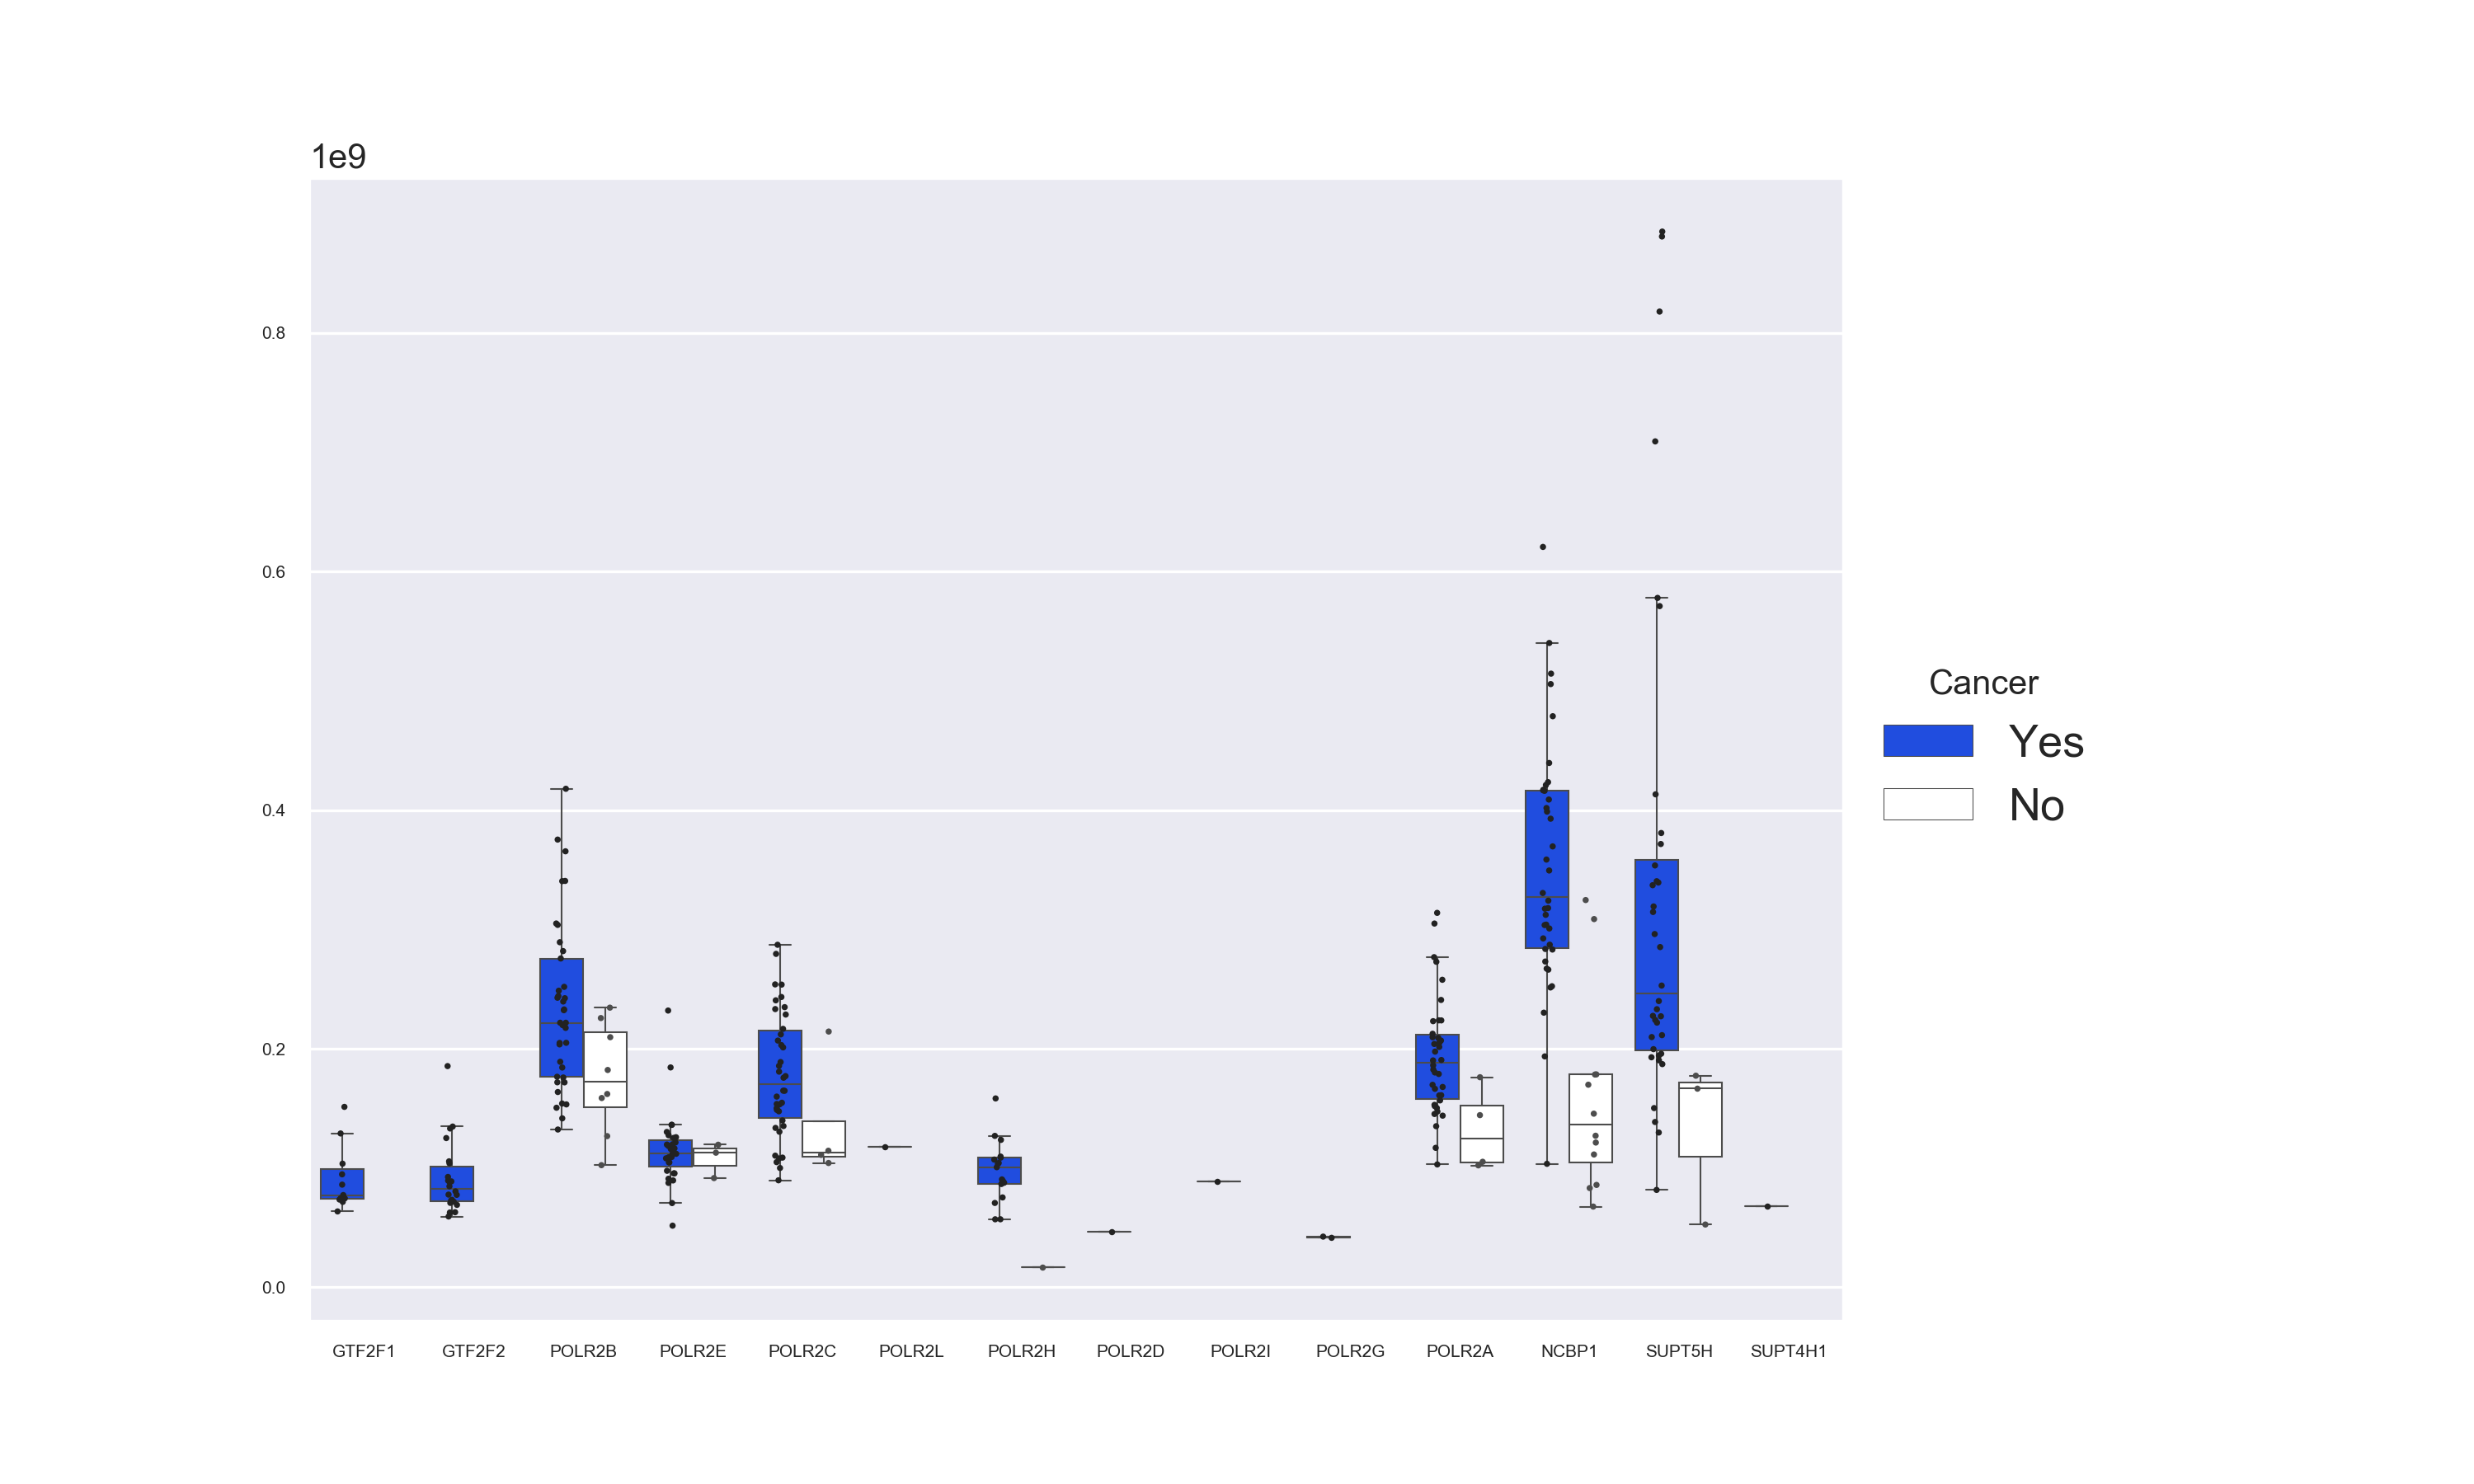 1e9
0.8
0.6
0.4
0.2
0.0
GTF2F1 GTF2F2 POLR2B POLR2E POLR2C POLR2L POLR2H POLR2D POLR2I POLR2G POLR2A NCBP1 SUPT5H SUPT4H1
Cancer
Yes
No